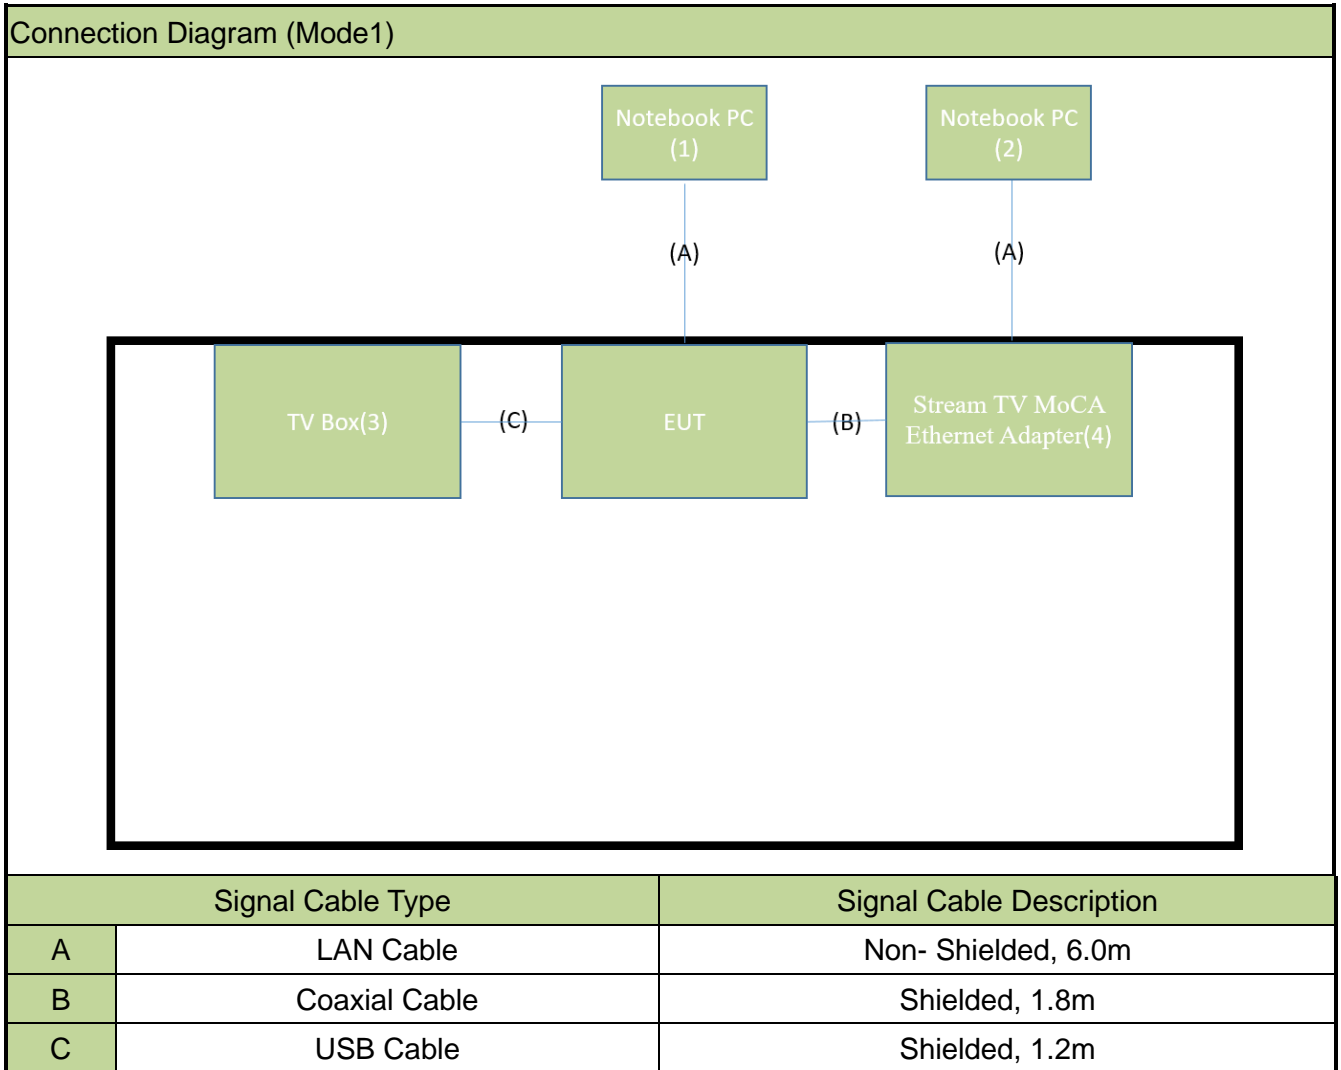 Connection Diagram (Mode1)
Notebook PC
(1)
Notebook PC
(2)
(A)
(A)
TV Box(3)
(C)
EUT
(B)
Stream TV MoCA
Ethernet Adapter(4)
Signal Cable Type
Signal Cable Description
A
LAN Cable
Non- Shielded, 6.0m
B
Coaxial Cable
Shielded, 1.8m
C
USB Cable
Shielded, 1.2m